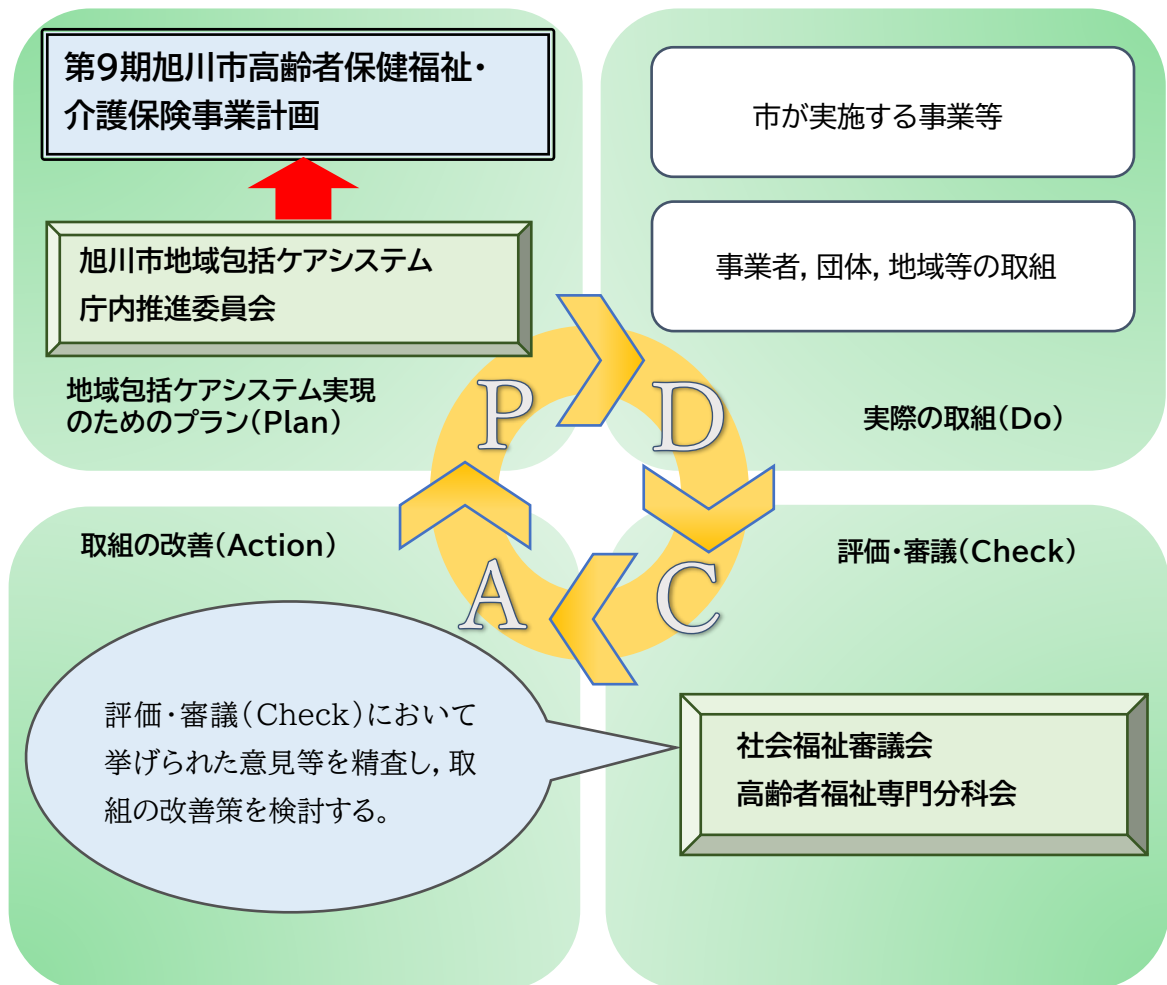 第9期旭川市高齢者保健福祉・
介護保険事業計画
旭川市地域包括ケアシステム
庁内推進委員会
地域包括ケアシステム実現
のためのプラン(Plan)
市が実施する事業等
事業者,団体,地域等の取組
実際の取組(Do)
P
D
C
A
取組の改善(Action)
評価・審議(Check)において
挙げられた意見等を精査し,取
組の改善策を検討する。
評価・審議(Check)
社会福祉審議会
高齢者福祉専門分科会